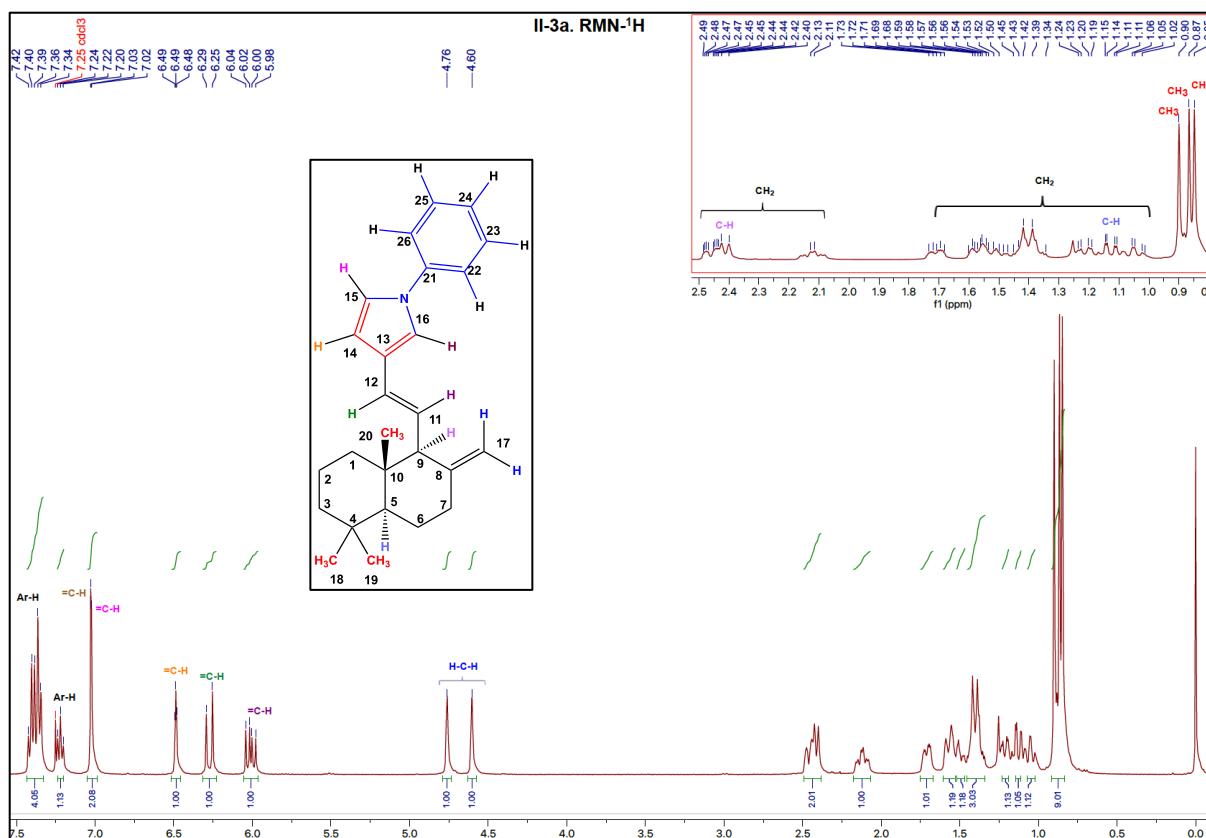 II-3a. RMN-¹H
7.42
7.40
7.39
7.36
7.34
7.25 cdcl3
7.24
7.22
7.20
7.03
7.02
6.49
6.49
6.48
6.29
6.25
6.04
6.02
6.00
5.98
4.76
4.60
2.49
2.48
2.47
2.47
2.45
2.45
2.44
2.44
2.42
2.40
2.13
2.11
1.73
1.72
1.71
1.69
1.68
1.59
1.58
1.57
1.56
1.56
1.54
1.53
1.52
1.50
1.45
1.43
1.42
1.39
1.34
1.24
1.23
1.20
1.19
1.15
1.14
1.11
1.11
1.06
1.05
1.02
0.90
0.87
CH₃ CH
CH₃
CH₂ CH₂
C-H C-H
2.5 2.4 2.3 2.2 2.1 2.0 1.9 1.8 1.7 1.6 1.5 1.4 1.3 1.2 1.1 1.0 0.9 0.
f1 (ppm)
H H
25 24
H 26 23 H
22
21
H H
15 N
16
H 14 13 H
12 H
H 11 H
20 CH₃ H 17
1 9
2 10 8 H
3 5 7
4 6
H₃C CH₃ H
18 19
Ar-H =C-H
=C-H
Ar-H
=C-H
=C-H
=C-H
H-C-H
4.05 1.13 2.08 1.00 1.00 1.00 1.00 1.00 2.01 1.00 1.01 1.19 1.18 3.03 1.13 1.05 1.12 9.01
7.5 7.0 6.5 6.0 5.5 5.0 4.5 4.0 3.5 3.0 2.5 2.0 1.5 1.0 0.5 0.0